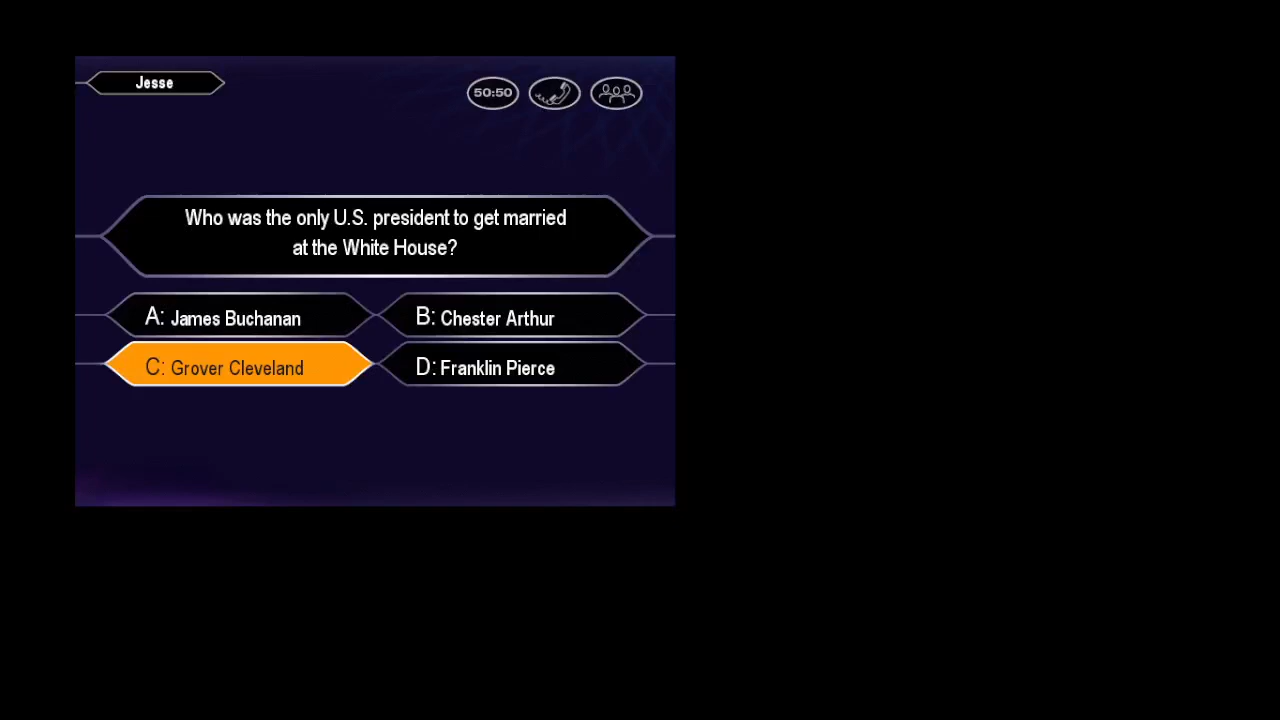 Jesse
50:50
Who was the only U.S. president to get married
at the White House?
A: James Buchanan
B: Chester Arthur
C: Grover Cleveland
D: Franklin Pierce